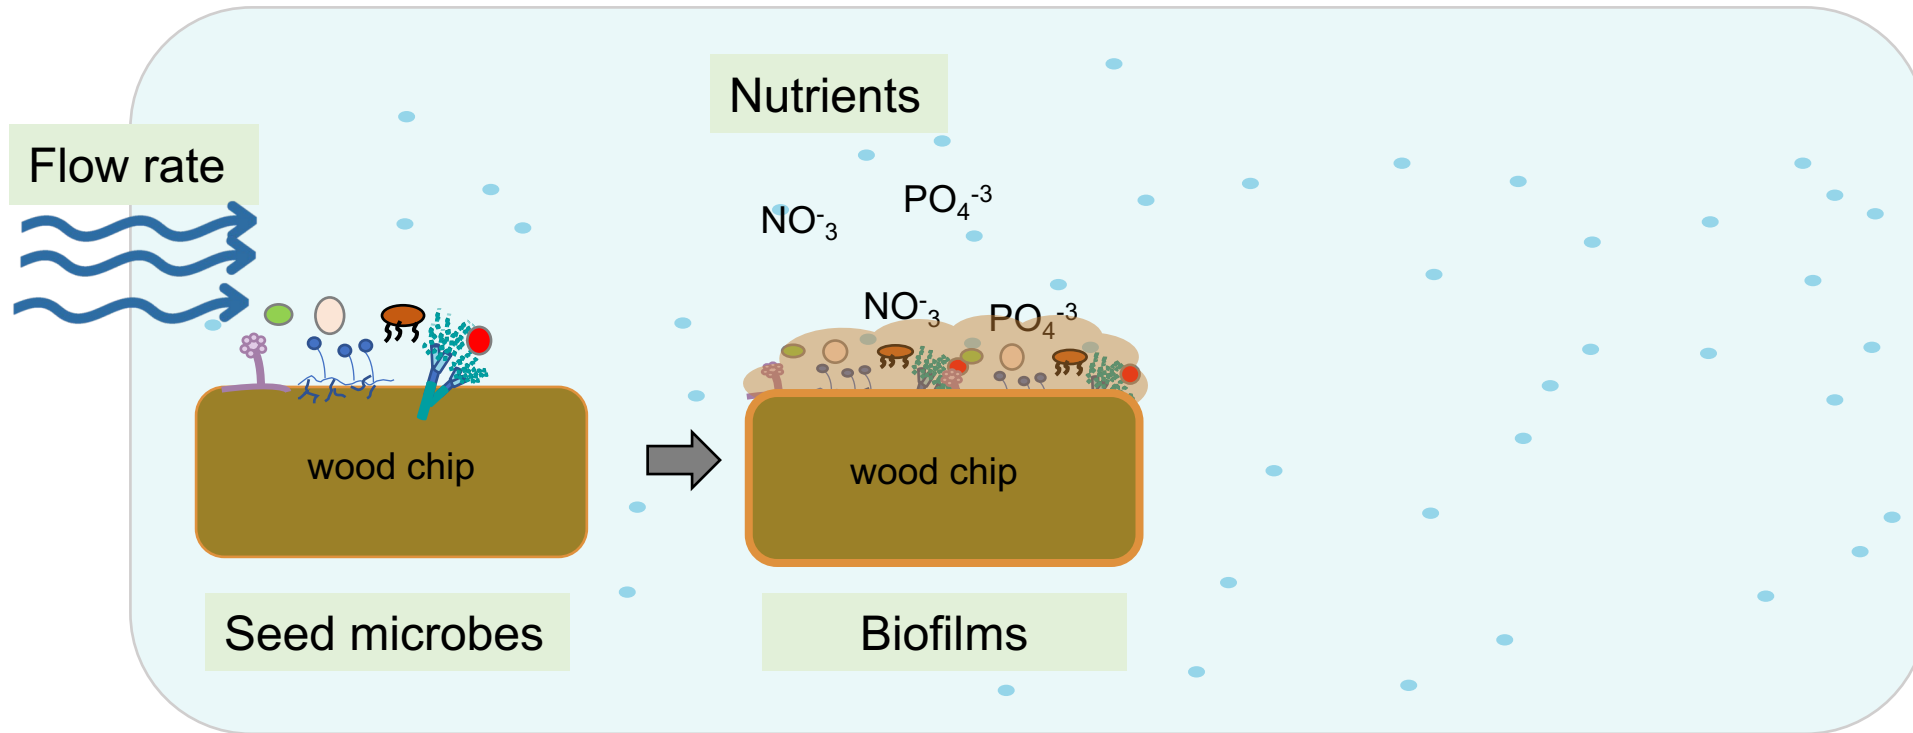 Nutrients
Flow rate
NO⁻₃ PO₄⁻³
NO⁻₃ PO₄⁻³
wood chip wood chip
Seed microbes Biofilms